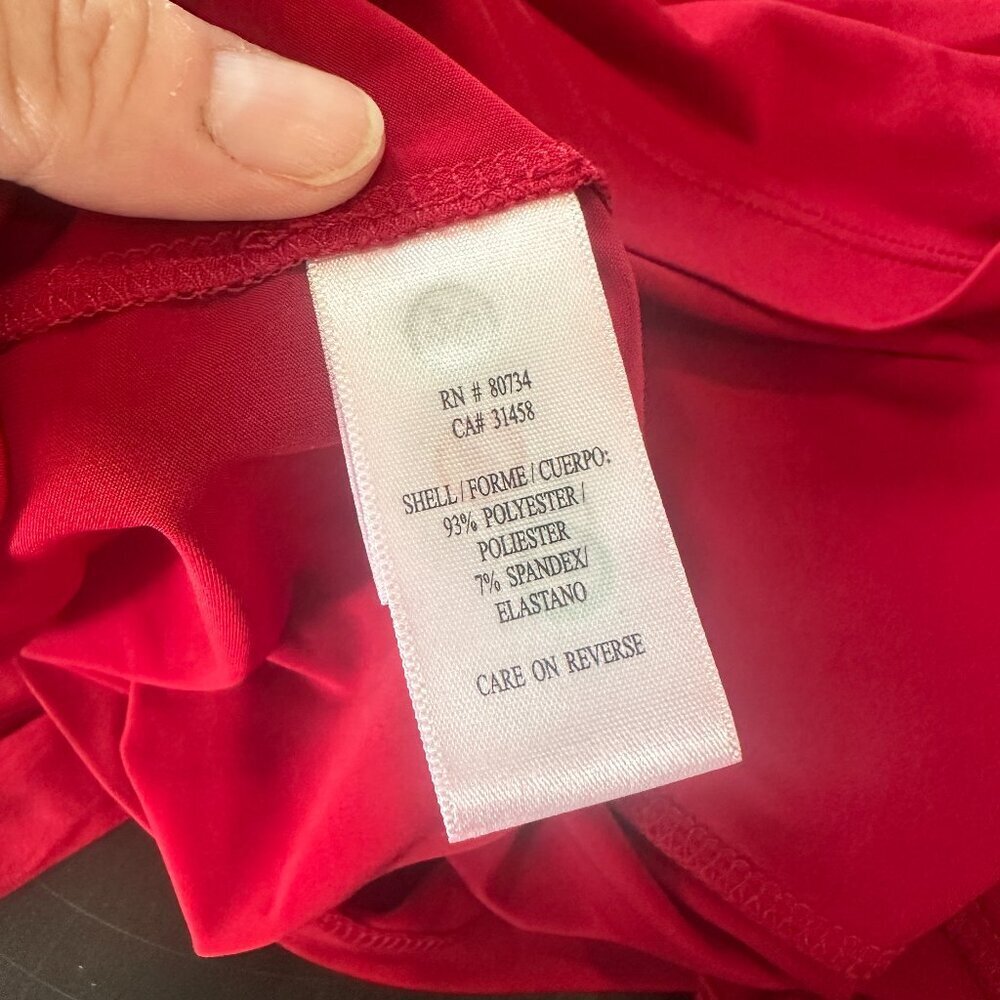 RN # 80734
CA# 31458
SHELL / FORME / CUERPO:
93% POLYESTER /
POLIESTER
7% SPANDEX/
ELASTANO
CARE ON REVERSE